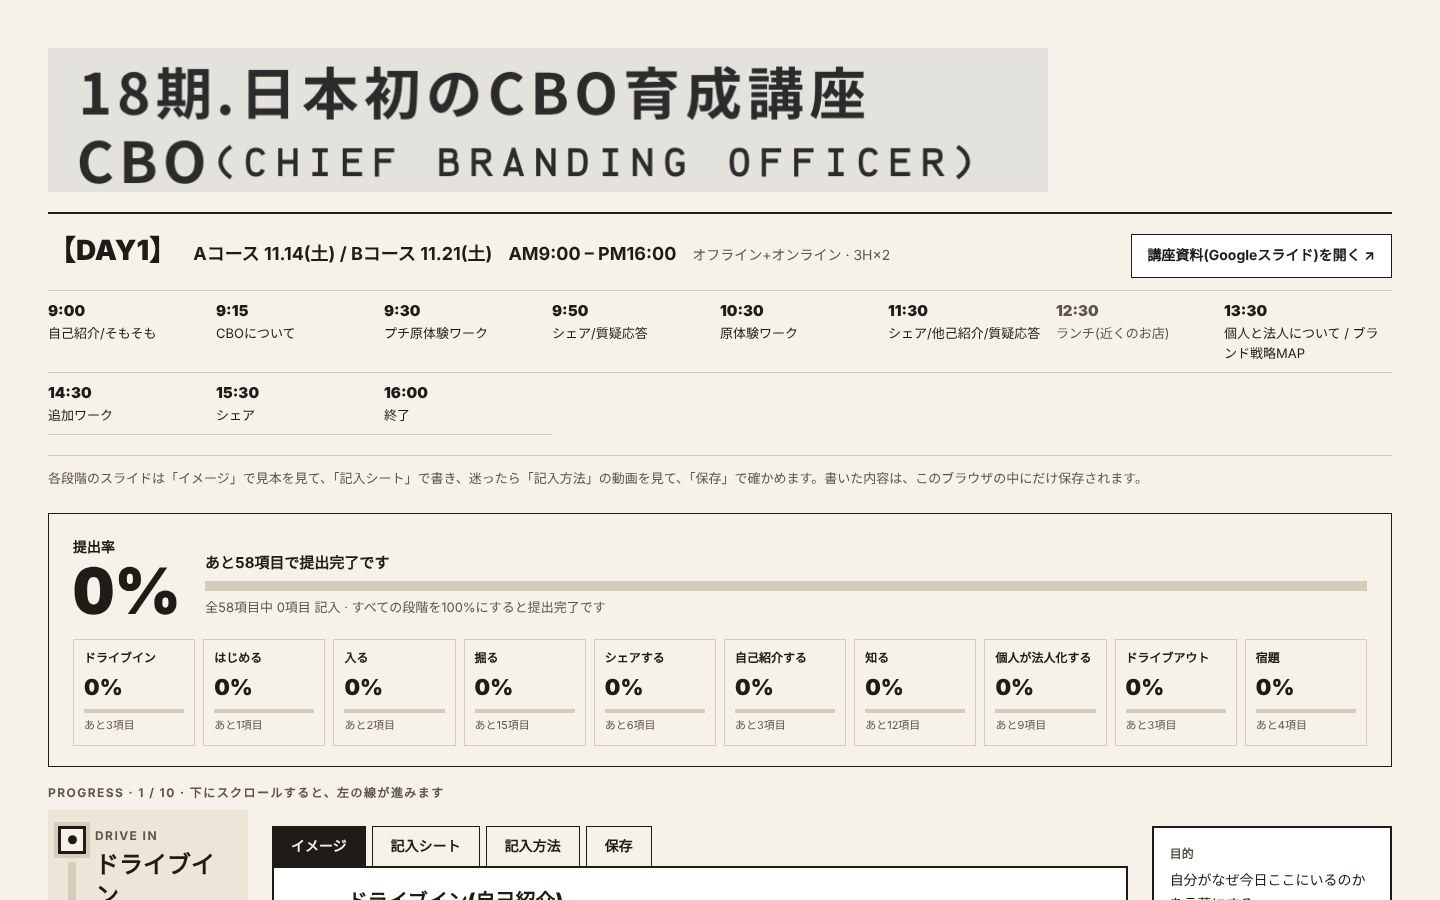 18期.日本初のCBO育成講座
CBO(CHIEF BRANDING OFFICER)
【DAY1】 Aコース 11.14(土) / Bコース 11.21(土) AM9:00 – PM16:00 オフライン+オンライン · 3H×2
講座資料(Googleスライド)を開く ↗
9:00
自己紹介/そもそも
9:15
CBOについて
9:30
プチ原体験ワーク
9:50
シェア/質疑応答
10:30
原体験ワーク
11:30
シェア/他己紹介/質疑応答
12:30
ランチ(近くのお店)
13:30
個人と法人について / ブラ
ンド戦略MAP
14:30
追加ワーク
15:30
シェア
16:00
終了
各段階のスライドは「イメージ」で見本を見て、「記入シート」で書き、迷ったら「記入方法」の動画を見て、「保存」で確かめます。書いた内容は、このブラウザの中にだけ保存されます。
提出率
0%
あと58項目で提出完了です
全58項目中 0項目 記入 · すべての段階を100%にすると提出完了です
ドライブイン
0%
あと3項目
はじめる
0%
あと1項目
入る
0%
あと2項目
掘る
0%
あと15項目
シェアする
0%
あと6項目
自己紹介する
0%
あと3項目
知る
0%
あと12項目
個人が法人化する
0%
あと9項目
ドライブアウト
0%
あと3項目
宿題
0%
あと4項目
PROGRESS · 1 / 10 · 下にスクロールすると、左の線が進みます
DRIVE IN
ドライブイ
ン
イメージ
記入シート
記入方法
保存
ドライブイン(自己紹介)
目的
自分がなぜ今日ここにいるのか
を言葉にする